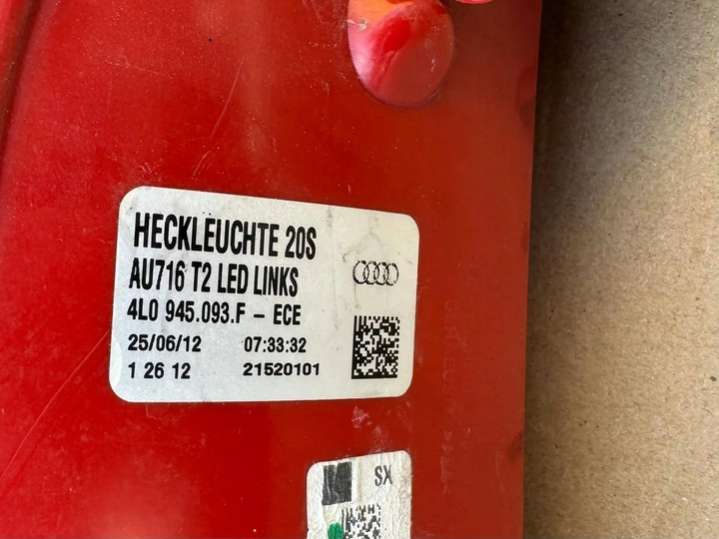 HECKLEUCHTE 20S
AU716 T2 LED LINKS
4L0 945.093.F - ECE
25/06/12 07:33:32
1 26 12 21520101
SX